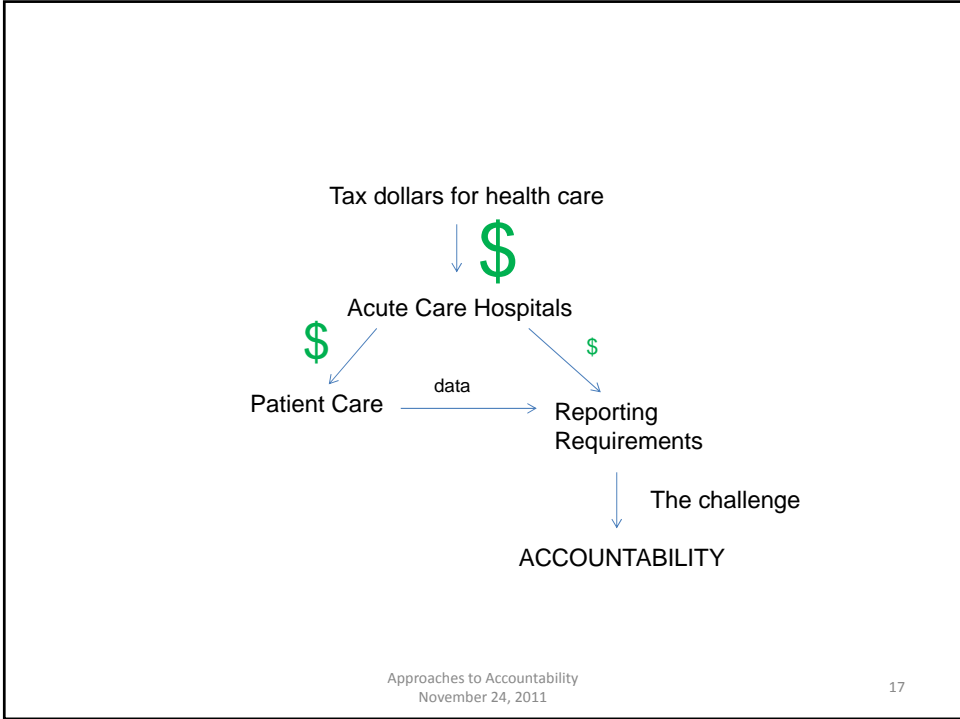 Tax dollars for health care
$
Acute Care Hospitals
$
$
data
Patient Care
Reporting
Requirements
The challenge
ACCOUNTABILITY
Approaches to Accountability
November 24, 2011
17